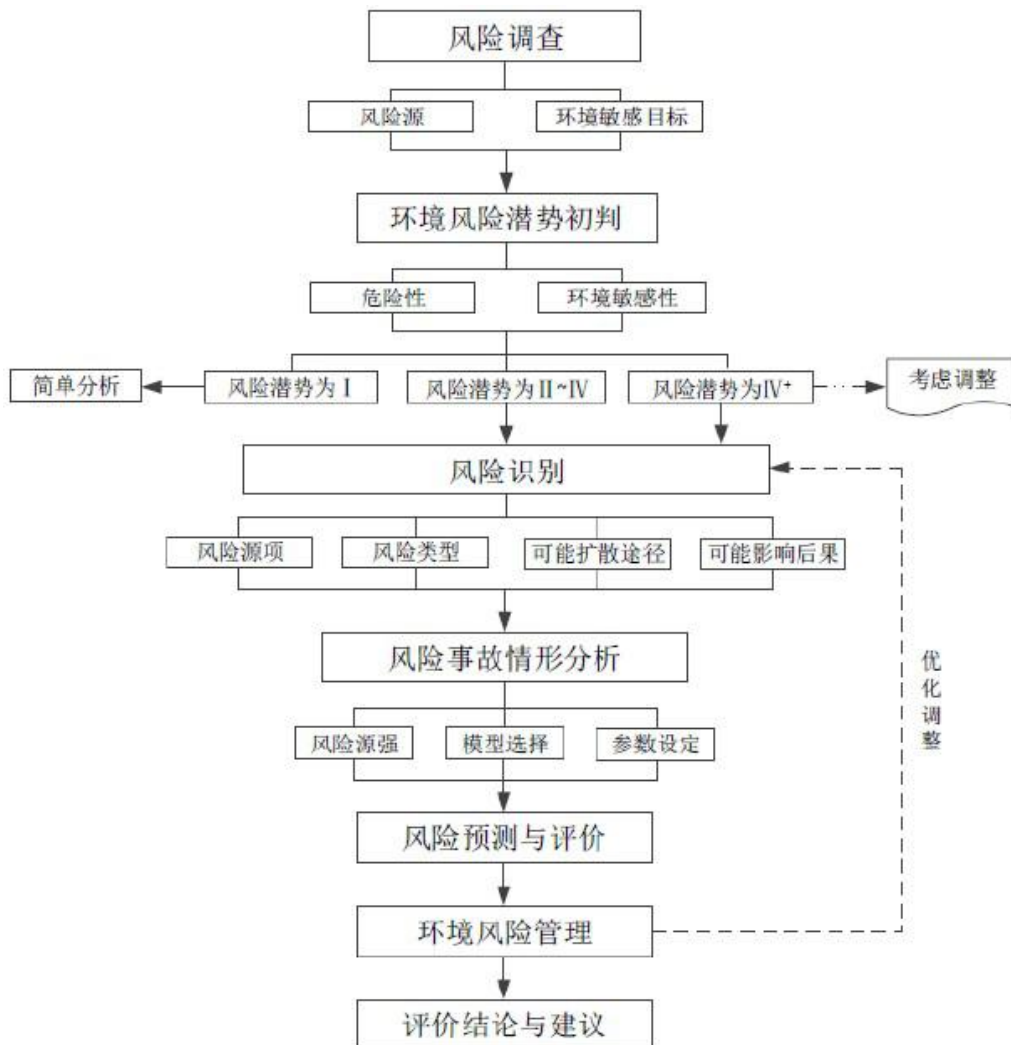 风险调查
风险源
环境敏感目标
环境风险潜势初判
危险性
环境敏感性
简单分析
风险潜势为Ⅰ
风险潜势为Ⅱ~Ⅳ
风险潜势为Ⅳ⁺
考虑调整
风险识别
风险源项
风险类型
可能扩散途径
可能影响后果
风险事故情形分析
优化调整
风险源强
模型选择
参数设定
风险预测与评价
环境风险管理
评价结论与建议